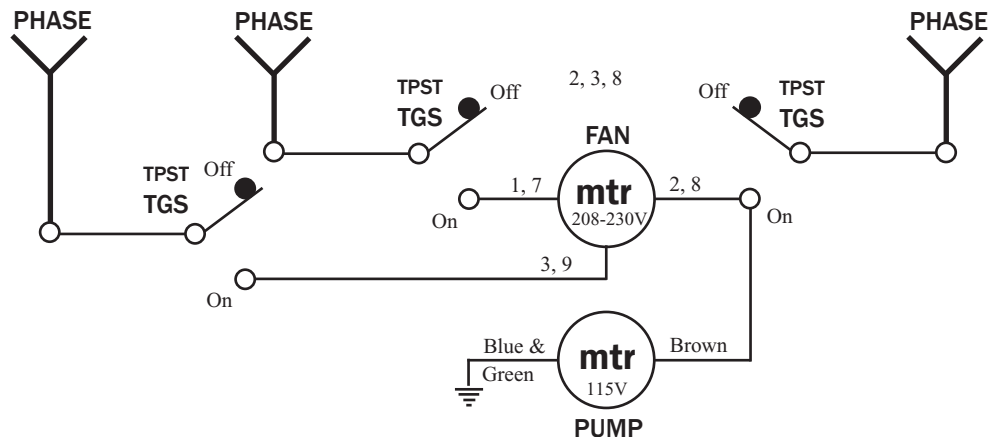 PHASE
PHASE
PHASE
TPST
TGS
Off
2, 3, 8
Off
TPST
TGS
FAN
TPST
TGS
Off
On
1, 7
mtr
208-230V
2, 8
On
3, 9
On
Blue &
Green
mtr
115V
Brown
PUMP